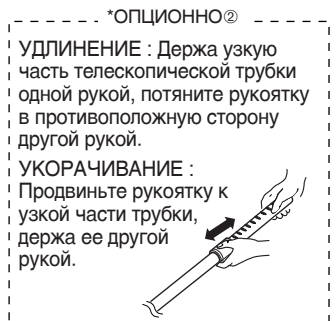 *ОПЦИОННО②
УДЛИНЕНИЕ : Держа узкую
часть телескопической трубки
одной рукой, потяните рукоятку
в противоположную сторону
другой рукой.
УКОРАЧИВАНИЕ :
Продвиньте рукоятку к
узкой части трубки,
держа ее другой
рукой.